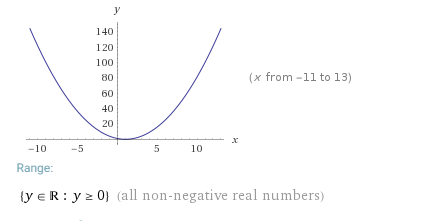 y
140
120
100
80
60
40
20
(x from −11 to 13)
−10 −5 5 10 x
Range:
{y ∈ ℝ : y ≥ 0} (all non-negative real numbers)